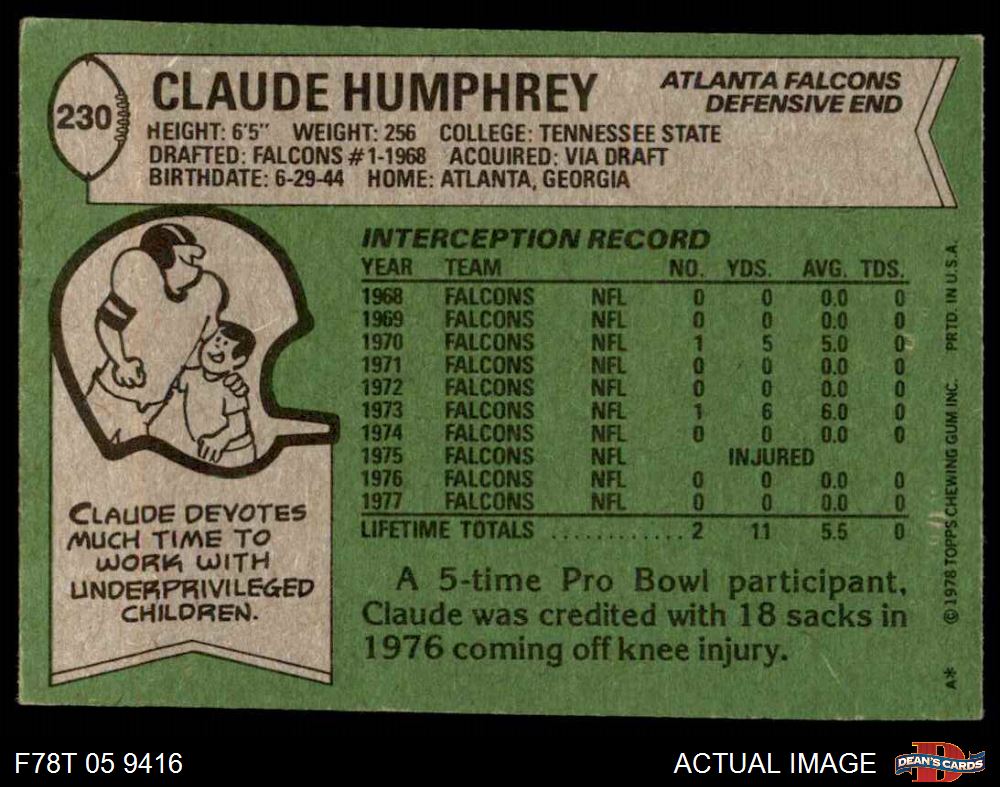 230
CLAUDE HUMPHREY
ATLANTA FALCONS
DEFENSIVE END
HEIGHT: 6'5" WEIGHT: 256 COLLEGE: TENNESSEE STATE
DRAFTED: FALCONS #1-1968 ACQUIRED: VIA DRAFT
BIRTHDATE: 6-29-44 HOME: ATLANTA, GEORGIA
INTERCEPTION RECORD
YEAR TEAM NO. YDS. AVG. TDS.
1968 FALCONS NFL 0 0 0.0 0
1969 FALCONS NFL 0 0 0.0 0
1970 FALCONS NFL 1 5 5.0 0
1971 FALCONS NFL 0 0 0.0 0
1972 FALCONS NFL 0 0 0.0 0
1973 FALCONS NFL 1 6 6.0 0
1974 FALCONS NFL 0 0 0.0 0
1975 FALCONS NFL INJURED
1976 FALCONS NFL 0 0 0.0 0
1977 FALCONS NFL 0 0 0.0 0
LIFETIME TOTALS ............ 2 11 5.5 0
CLAUDE DEVOTES
MUCH TIME TO
WORK WITH
UNDERPRIVILEGED
CHILDREN.
A 5-time Pro Bowl participant,
Claude was credited with 18 sacks in
1976 coming off knee injury.
A* © 1978 TOPPS CHEWING GUM INC. PRTD. IN U.S.A.
F78T 05 9416
ACTUAL IMAGE
D
DEAN'S CARDS